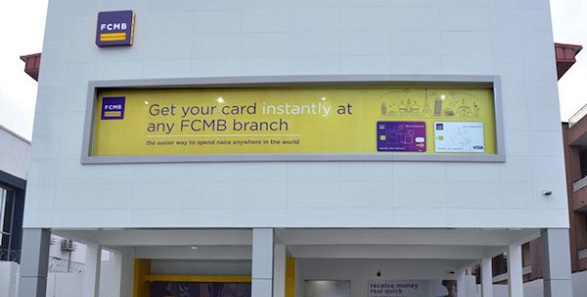 FCMB
FCMB
Get your card instantly at
any FCMB branch
the easier way to spend naira anywhere in the world
VISA
receive money
real quick